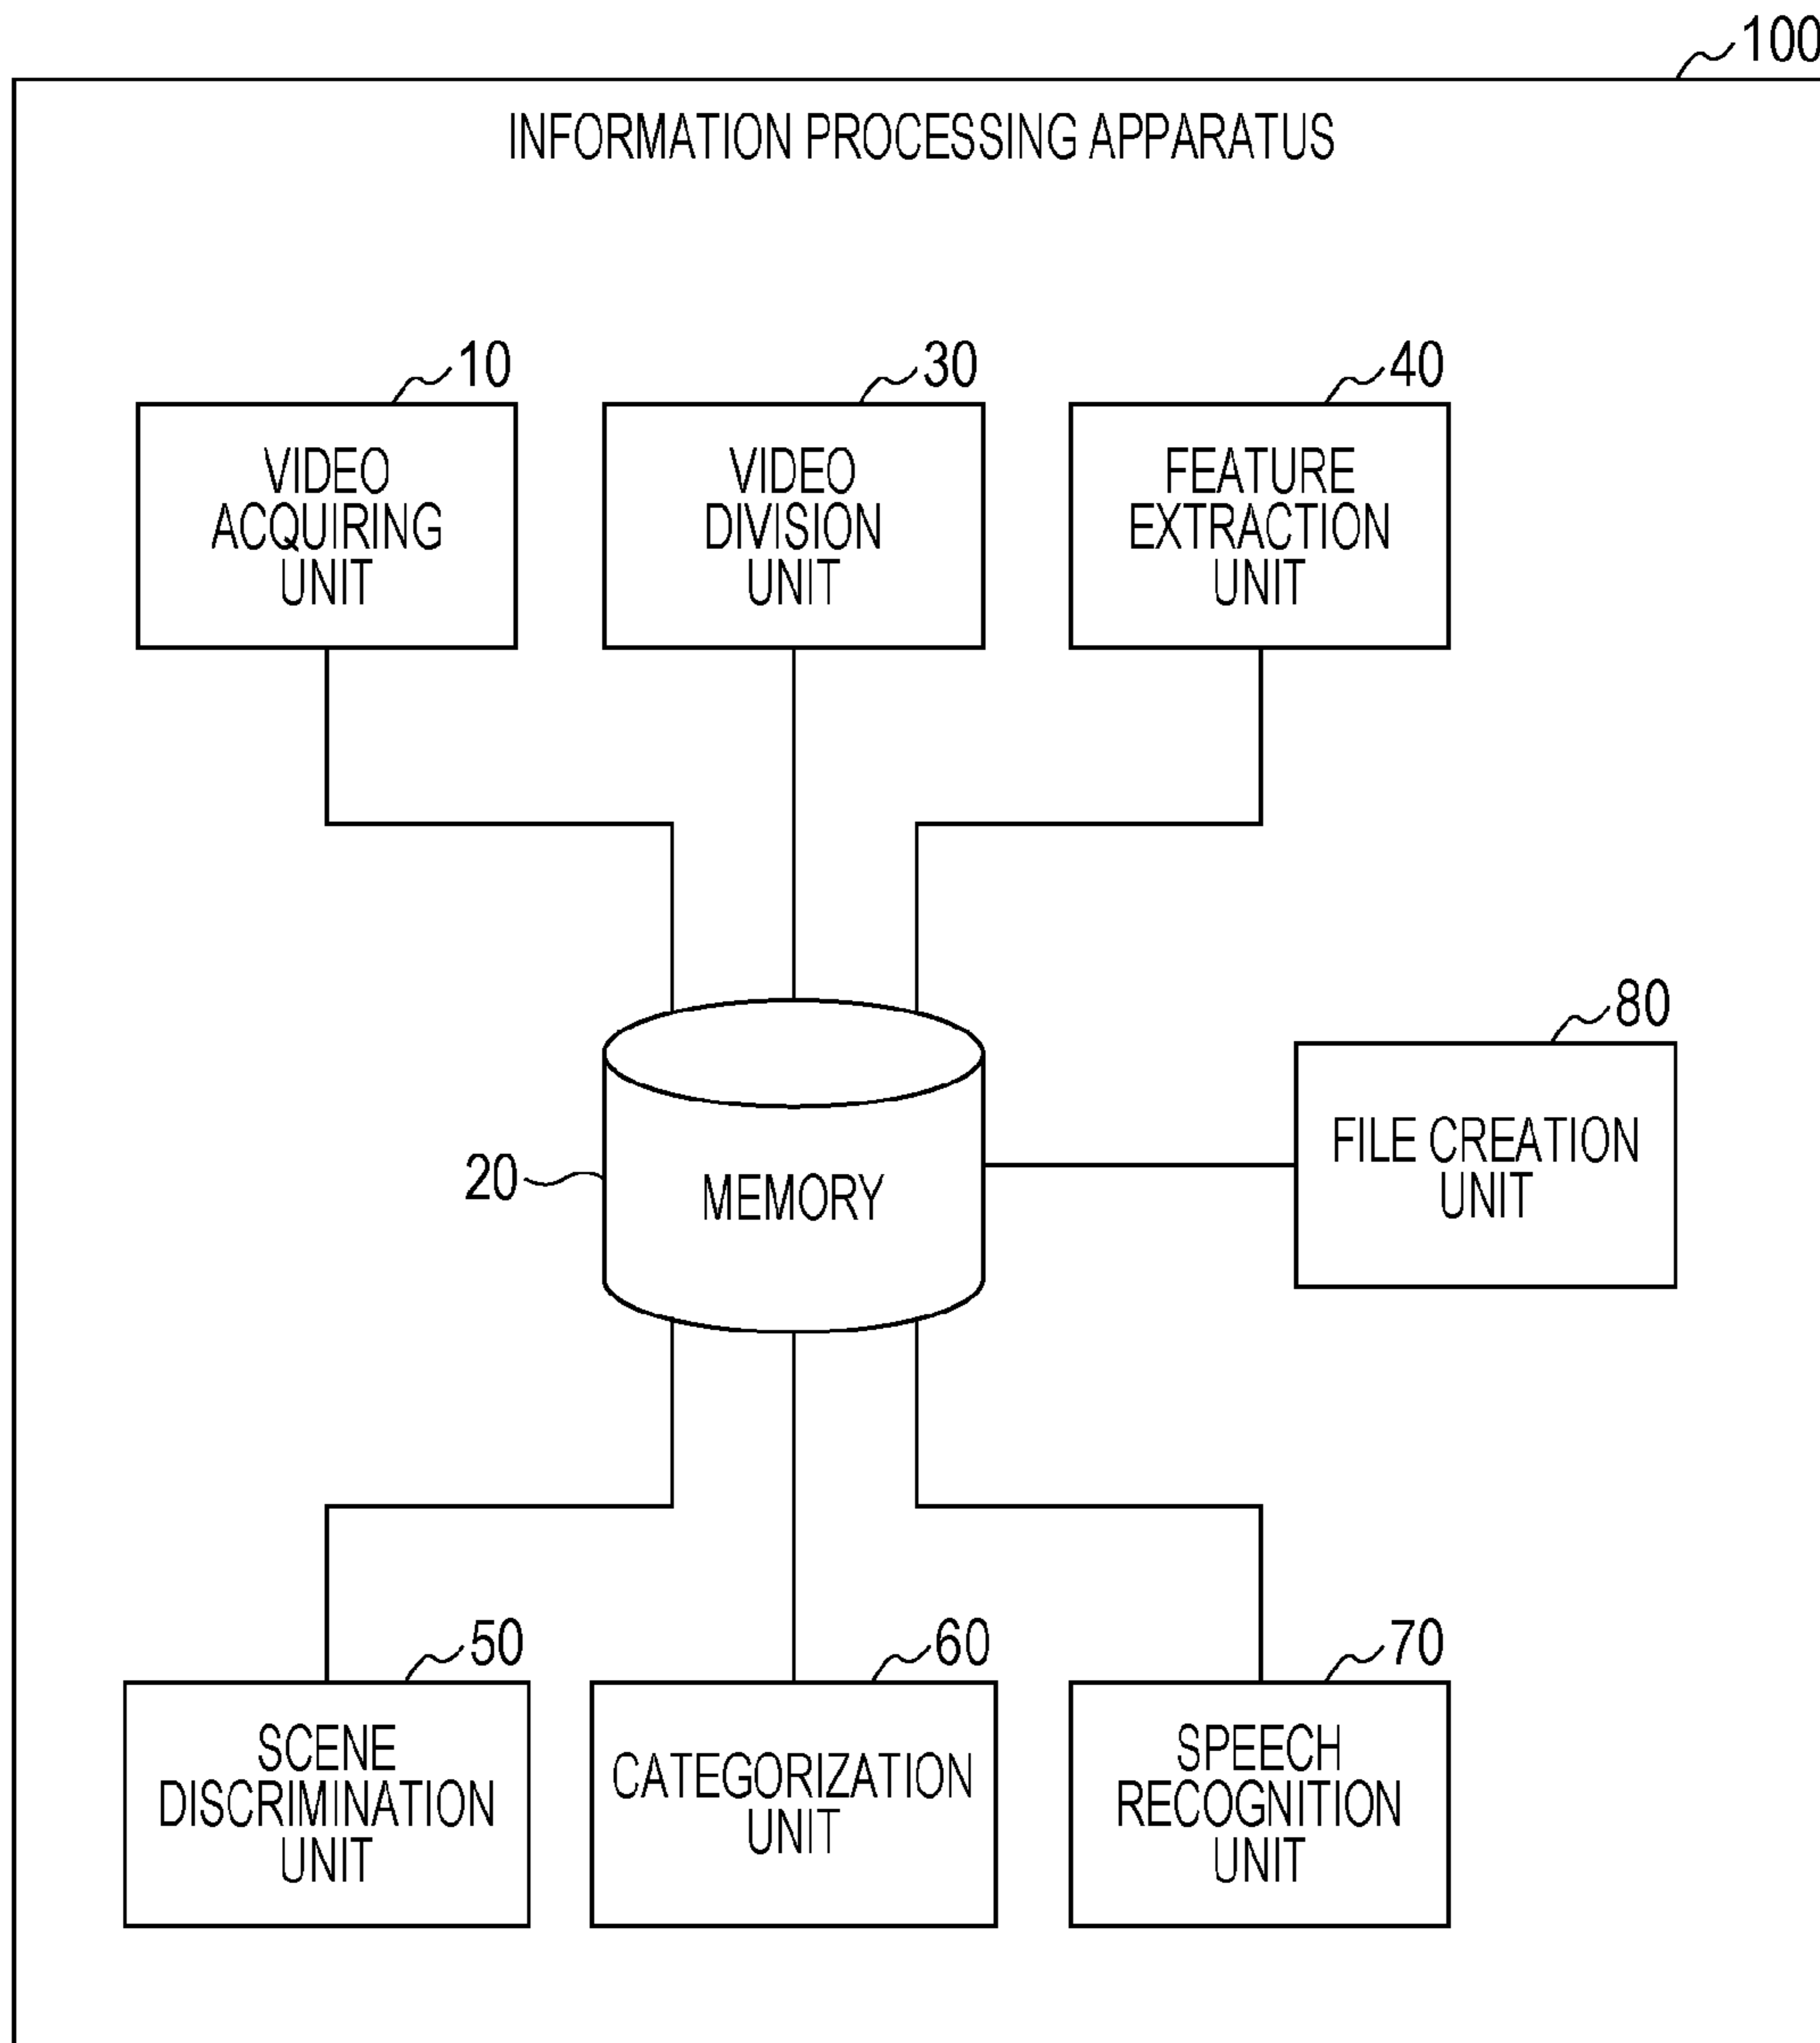 100
INFORMATION PROCESSING APPARATUS
10
30
40
VIDEO
ACQUIRING
UNIT
VIDEO
DIVISION
UNIT
FEATURE
EXTRACTION
UNIT
80
FILE CREATION
UNIT
20
MEMORY
50
60
70
SCENE
DISCRIMINATION
UNIT
CATEGORIZATION
UNIT
SPEECH
RECOGNITION
UNIT